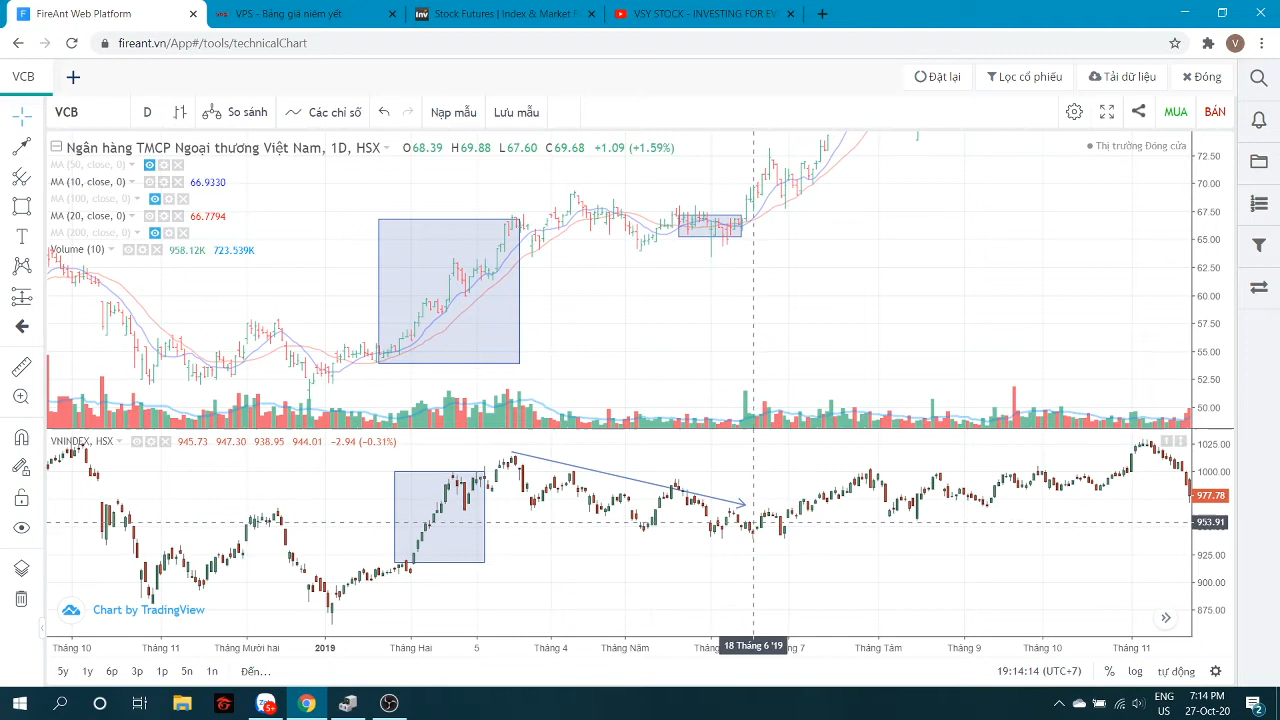 FireAnt Web Platform
VPS - Bảng giá niêm yết
Stock Futures | Index & Market F
VSY STOCK - INVESTING FOR EV
fireant.vn/App#/tools/technicalChart
V
VCB
Đặt lại
Lọc cổ phiếu
Tải dữ liệu
Đóng
VCB
D
So sánh
Các chỉ số
Nạp mẫu
Lưu mẫu
MUA
BÁN
Ngân hàng TMCP Ngoại thương Việt Nam, 1D, HSX
O68.39 H69.88 L67.60 C69.68 +1.09 (+1.59%)
Thị trường Đóng cửa
MA (50, close, 0)
MA (10, close, 0) 66.9330
MA (100, close, 0)
MA (20, close, 0) 66.7794
MA (200, close, 0)
Volume (10) 958.12K 723.539K
72.50
70.00
67.50
65.00
62.50
60.00
57.50
55.00
52.50
50.00
VNINDEX, HSX 945.73 947.30 938.95 944.01 -7.94 (-0.31%)
1025.00
1000.00
977.78
953.91
925.00
900.00
875.00
Chart by TradingView
Tháng 10
Tháng 11
Tháng Mười hai
2019
Tháng Hai
5
Tháng 4
Tháng Năm
18 Tháng 6 '19
Tháng Tám
Tháng 9
Tháng 10
Tháng 11
5y 1y 6p 3p 1p 5n 1n Đến...
19:14:14 (UTC+7) % log tự động
ENG
US
7:14 PM
27-Oct-20
2